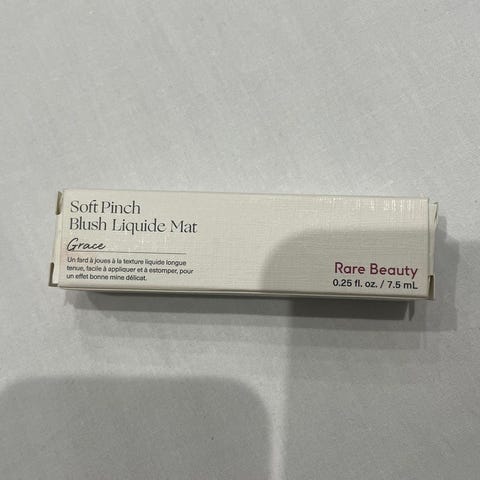 Soft Pinch
Blush Liquide Mat
Grace
Un fard à joues à la texture liquide longue
tenue, facile à appliquer et à estomper, pour
un effet bonne mine délicat.
Rare Beauty
0.25 fl. oz. / 7.5 mL